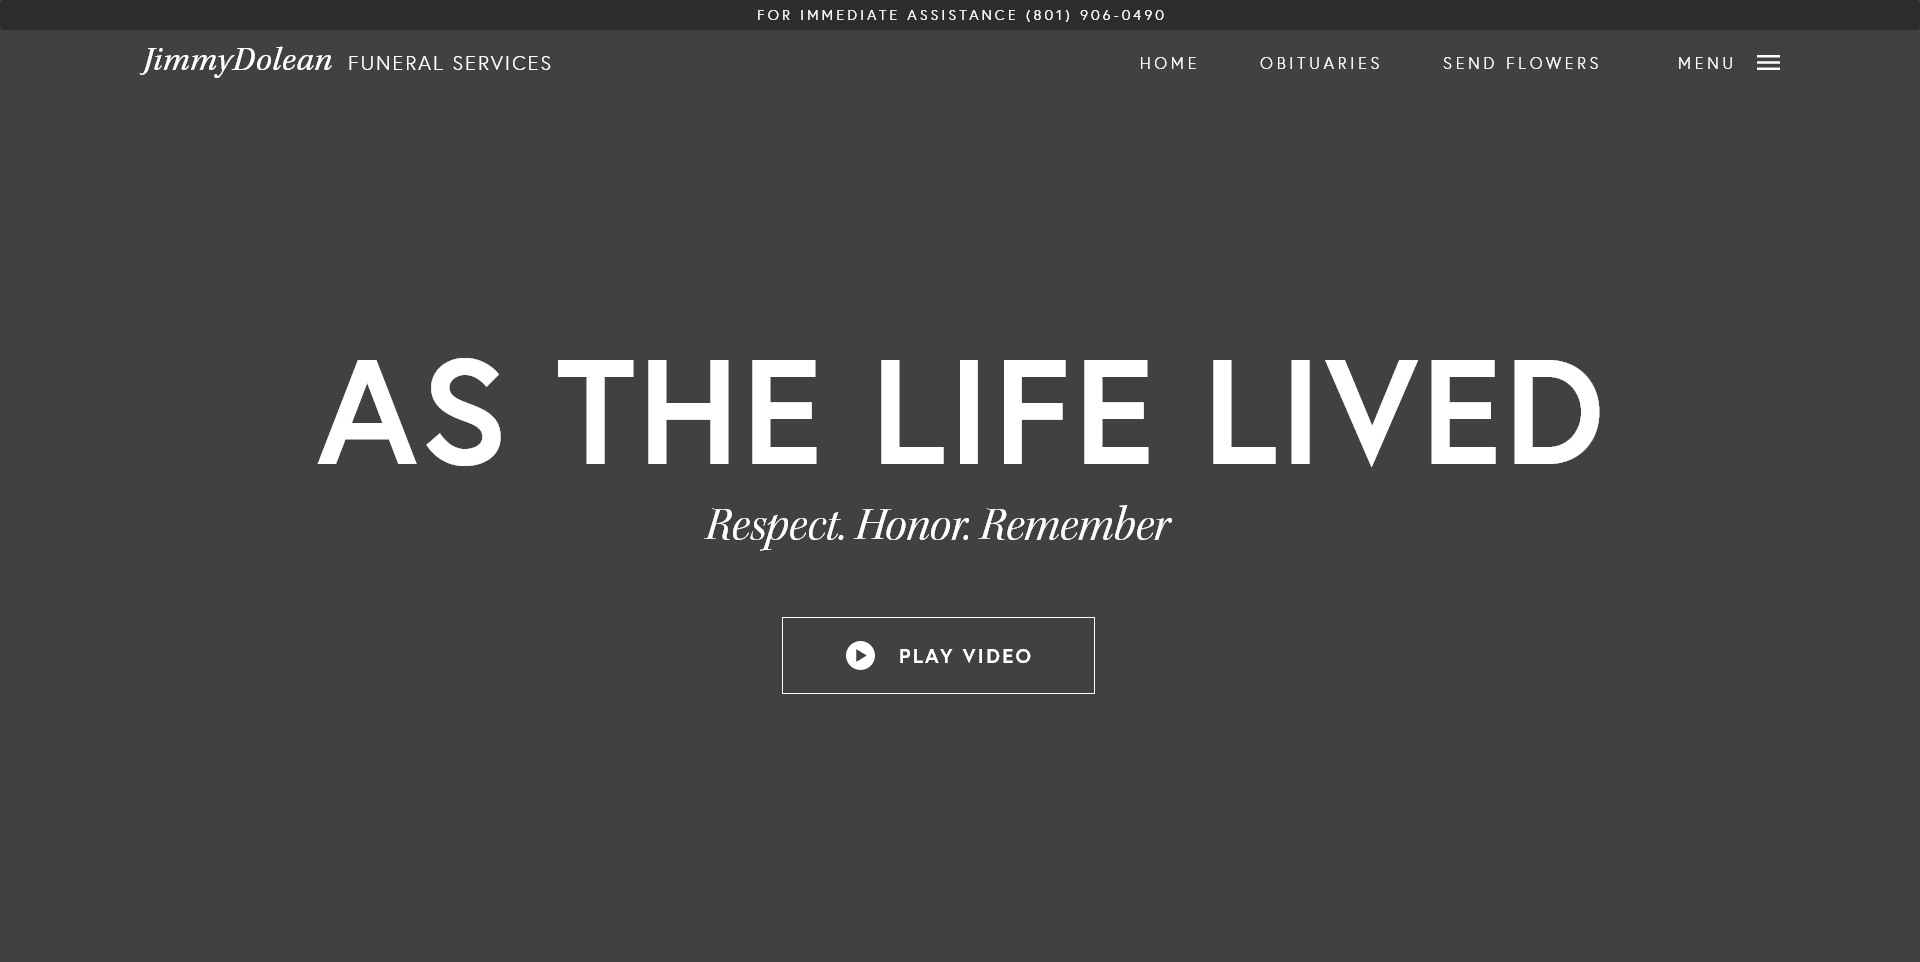 FOR IMMEDIATE ASSISTANCE (801) 906-0490
JimmyDolean FUNERAL SERVICES
HOME OBITUARIES SEND FLOWERS MENU
AS THE LIFE LIVED
Respect. Honor. Remember
PLAY VIDEO